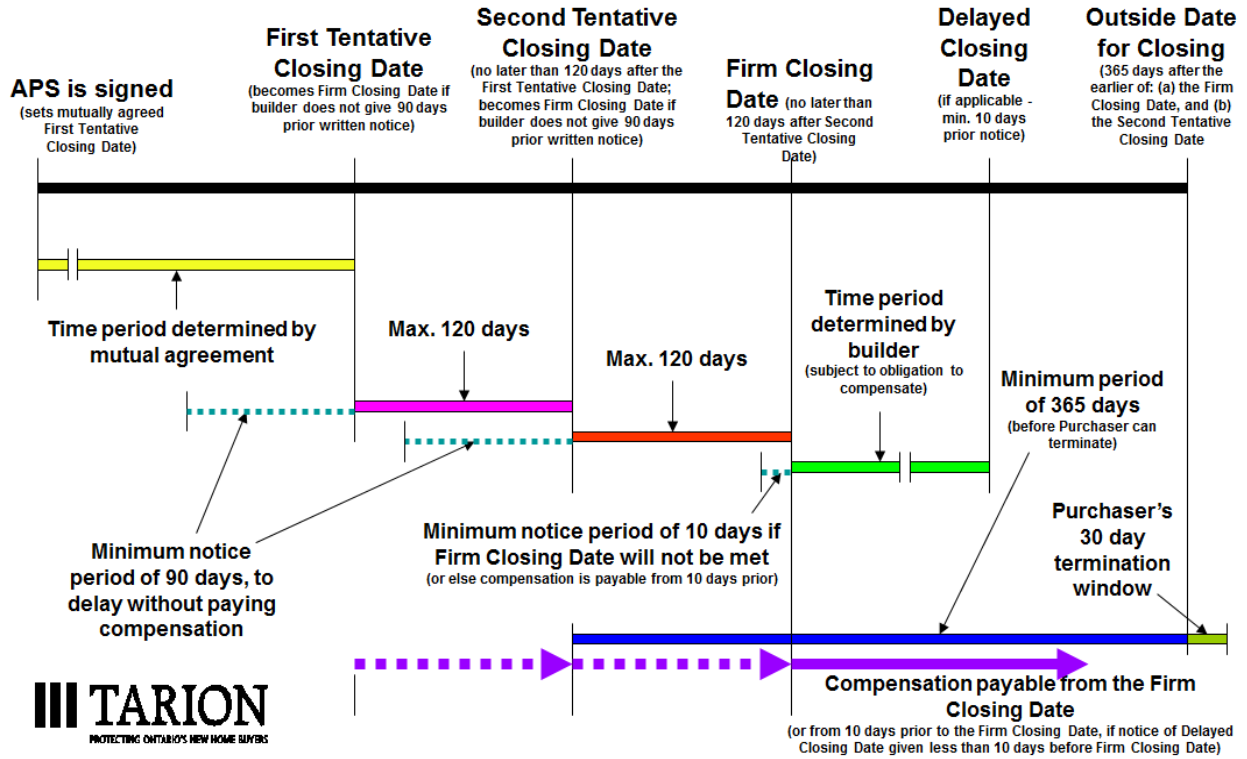 APS is signed
(sets mutually agreed
First Tentative
Closing Date)
First Tentative
Closing Date
(becomes Firm Closing Date if
builder does not give 90 days
prior written notice)
Second Tentative
Closing Date
(no later than 120 days after the
First Tentative Closing Date;
becomes Firm Closing Date if
builder does not give 90 days
prior written notice)
Firm Closing
Date (no later than
120 days after Second
Tentative Closing
Date)
Delayed
Closing
Date
(if applicable -
min. 10 days
prior notice)
Outside Date
for Closing
(365 days after the
earlier of: (a) the Firm
Closing Date, and (b)
the Second Tentative
Closing Date
Time period determined by
mutual agreement
Max. 120 days
Max. 120 days
Time period
determined by
builder
(subject to obligation to
compensate)
Minimum period
of 365 days
(before Purchaser can
terminate)
Minimum notice
period of 90 days, to
delay without paying
compensation
Minimum notice period of 10 days if
Firm Closing Date will not be met
(or else compensation is payable from 10 days prior)
Purchaser's
30 day
termination
window
Compensation payable from the Firm
Closing Date
(or from 10 days prior to the Firm Closing Date, if notice of Delayed
Closing Date given less than 10 days before Firm Closing Date)
TARION
PROTECTING ONTARIO'S NEW HOME BUYERS